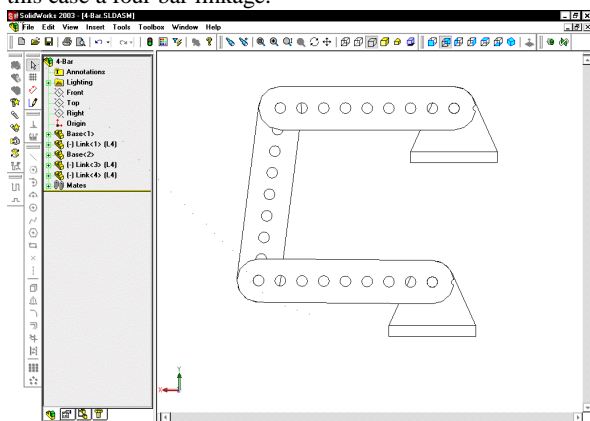 this case a four bar linkage.
SolidWorks 2003 - [4-Bar.SLDASM]
File Edit View Insert Tools Toolbox Window Help
4-Bar
Annotations
Lighting
Front
Top
Right
Origin
Base<1>
(-) Link<1> (L4)
Base<2>
(-) Link<3> (L4)
(-) Link<4> (L4)
Mates
Y
X